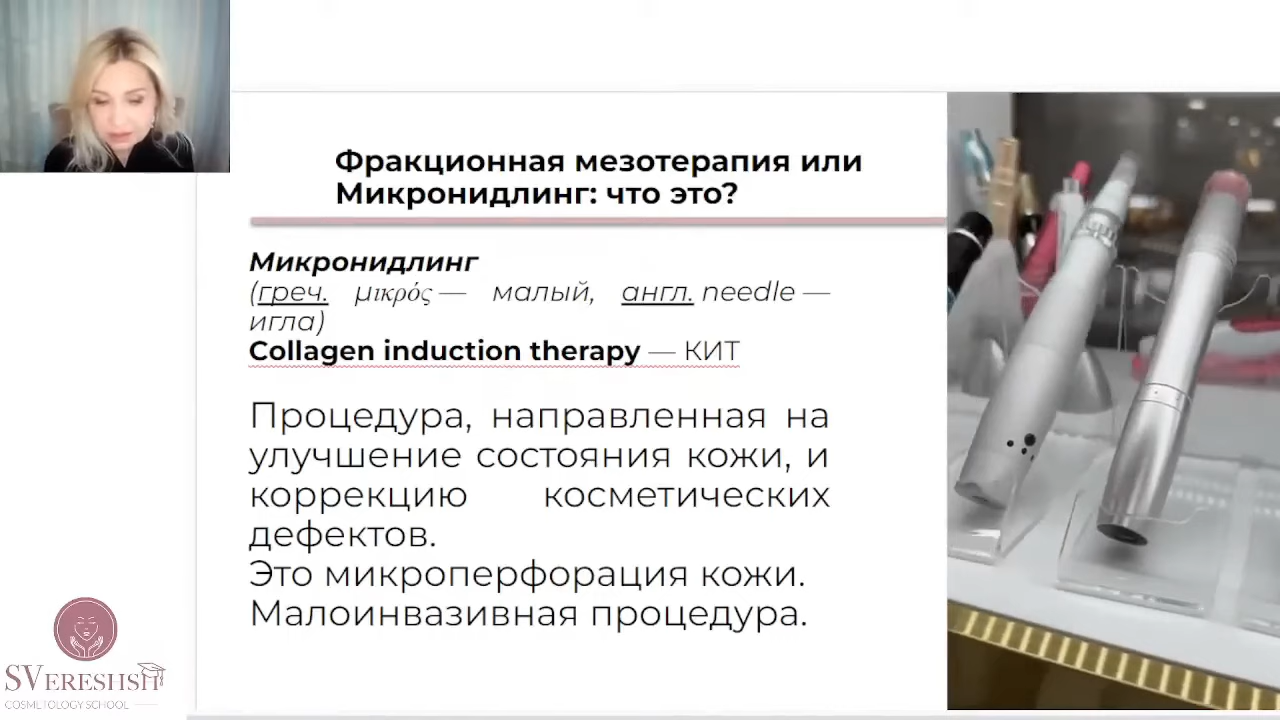 Фракционная мезотерапия или
Микронидлинг: что это?
Микронидлинг
(греч. μικρός — малый, англ. needle —
игла)
Collagen induction therapy — КИТ
Процедура, направленная на
улучшение состояния кожи, и
коррекцию косметических
дефектов.
Это микроперфорация кожи.
Малоинвазивная процедура.
SVERESHSH
COSMETOLOGY SCHOOL